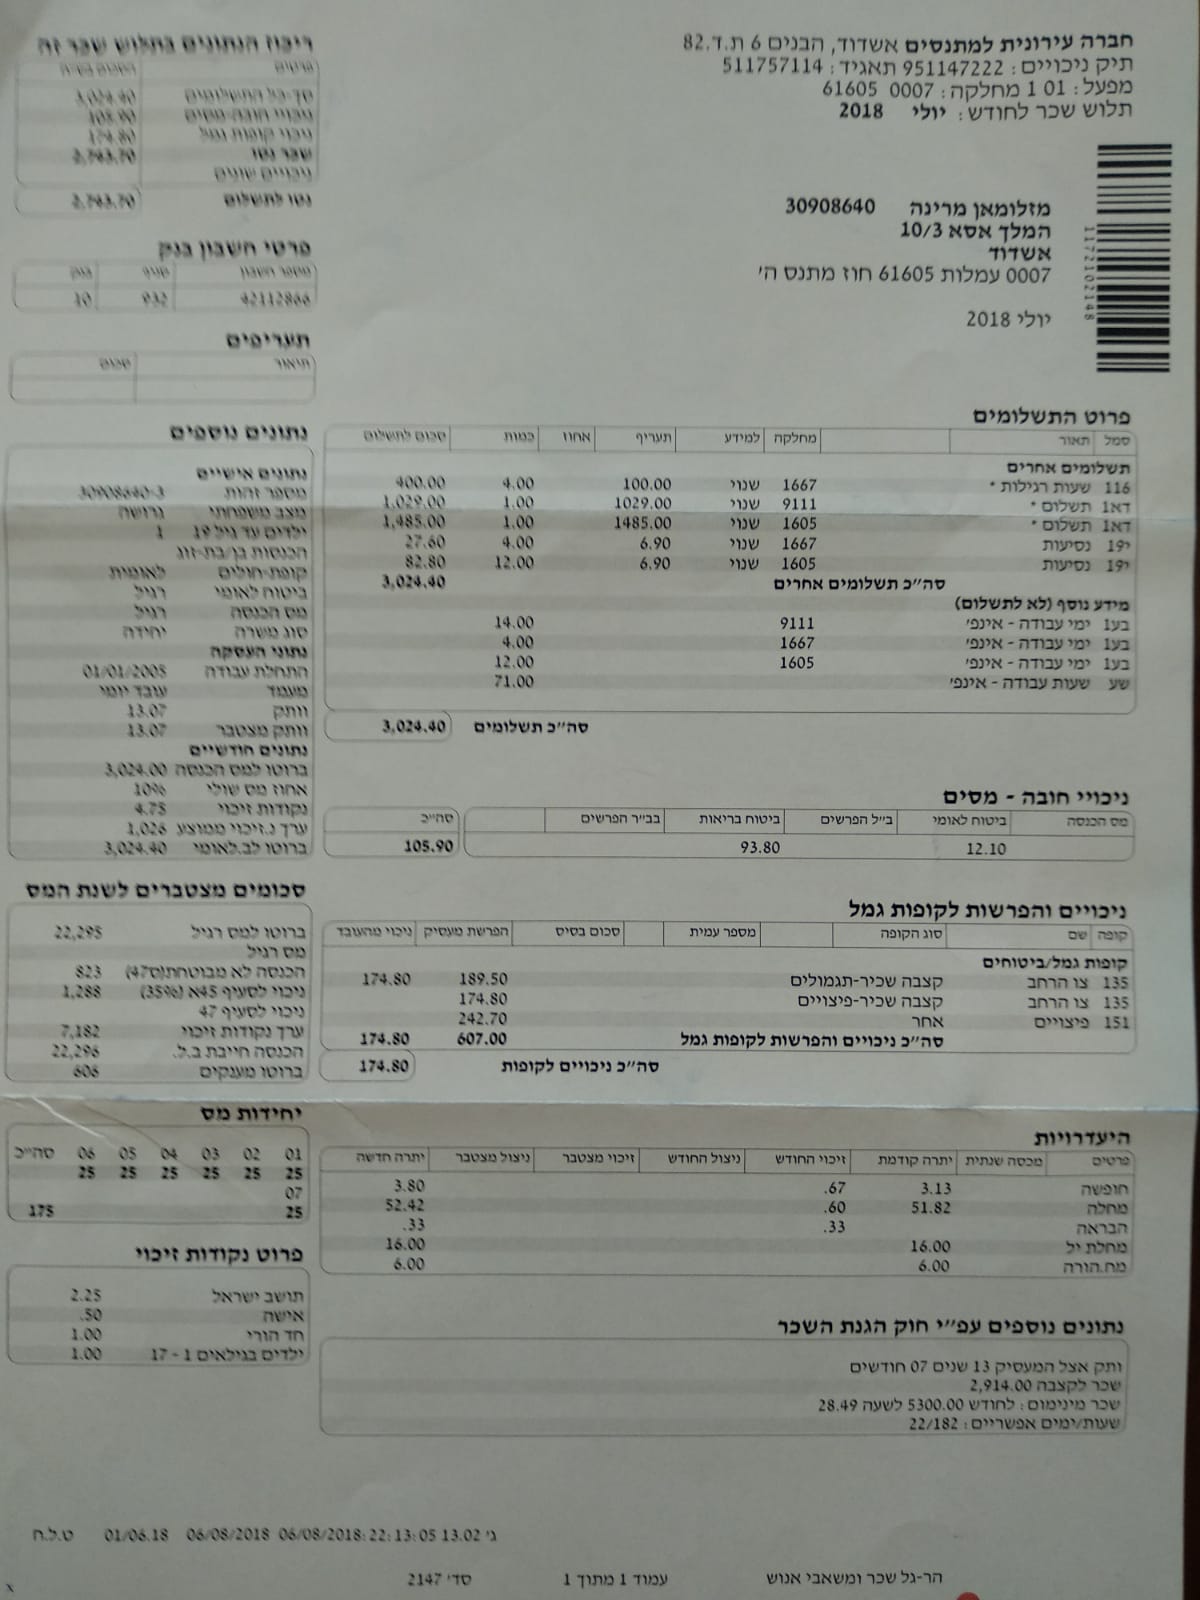 חברה עירונית למתנסים אשדוד, הבנים 6 ת.ד.82
תיק ניכויים: 951147222 תאגיד: 511757114
מפעל: 01 1 מחלקה: 0007 61605
תלוש שכר לחודש: יולי 2018
מזלומאן מרינה 30908640
המלך אסא 10/3
אשדוד
0007 עמלות 61605 חוז מתנס ה'
יולי 2018
1172102148
ריכוז הנתונים בתלוש שכר זה
פרטים הסכום בש"ח
סך-כל התשלומים 3,024.40
ניכויי חובה-מסים 105.90
ניכוי קופות גמל 174.80
שכר נטו 2,743.70
ניכויים שונים
נטו לתשלום 2,743.70
פרטי חשבון בנק
מספר חשבון סניף בנק
42112866 932 10
תעריפים
תיאור סכום
פרוט התשלומים
סמל תאור מחלקה למידע תעריף אחוז כמות סכום לתשלום
תשלומים אחרים
116 שעות רגילות * 1667 שנוי 100.00 4.00 400.00
דא1 תשלום * 9111 שנוי 1029.00 1.00 1,029.00
דא1 תשלום * 1605 שנוי 1485.00 1.00 1,485.00
19י נסיעות 1667 שנוי 6.90 4.00 27.60
19י נסיעות 1605 שנוי 6.90 12.00 82.80
סה"כ תשלומים אחרים 3,024.40
מידע נוסף (לא לתשלום)
בע1 ימי עבודה - אינפ' 9111 14.00
בע1 ימי עבודה - אינפ' 1667 4.00
בע1 ימי עבודה - אינפ' 1605 12.00
שע שעות עבודה - אינפ' 71.00
סה"כ תשלומים 3,024.40
נתונים נוספים
נתונים אישיים
מספר זהות 30908640-3
מצב משפחתי גרושה
ילדים עד גיל 19 1
הכנסות בן/בת-זוג
קופת-חולים לאומית
ביטוח לאומי רגיל
מס הכנסה רגיל
סוג משרה יחידה
נתוני העסקה
התחלת עבודה 01/01/2005
מעמד עובד יומי
וותק 13.07
וותק מצטבר 13.07
נתונים חודשיים
ברוטו למס הכנסה 3,024.00
אחוז מס שולי 10%
נקודות זיכוי 4.75
ערך נ.זיכוי ממוצע 1,026
ברוטו לב.לאומי 3,024.40
ניכויי חובה - מסים
מס הכנסה ביטוח לאומי ב"ל הפרשים ביטוח בריאות בב"ר הפרשים סה"כ
12.10 93.80 105.90
ניכויים והפרשות לקופות גמל
קופה שם סוג הקופה מספר עמית סכום בסיס הפרשת מעסיק ניכוי מהעובד
קופות גמל/ביטוחים
135 צו הרחב קצבה שכיר-תגמולים 189.50 174.80
135 צו הרחב קצבה שכיר-פיצויים 174.80
151 פיצויים אחר 242.70
סה"כ ניכויים והפרשות לקופות גמל 607.00 174.80
סה"כ ניכויים לקופות 174.80
סכומים מצטברים לשנת המס
ברוטו למס רגיל 22,295
מס רגיל
הכנסה לא מבוטחת(ס47) 823
ניכוי לסעיף 45א (35%) 1,288
ניכוי לסעיף 47
ערך נקודות זיכוי 7,182
הכנסה חייבת ב.ל. 22,296
ברוטו מענקים 606
יחידות מס
01 02 03 04 05 06 סה"כ
25 25 25 25 25 25
07
25 175
היעדרויות
פרטים מכסה שנתית יתרה קודמת זיכוי החודש ניצול החודש זיכוי מצטבר ניצול מצטבר יתרה חדשה
חופשה 3.13 .67 3.80
מחלה 51.82 .60 52.42
הבראה .33 .33
מחלת יל 16.00 16.00
מח.הורה 6.00 6.00
פרוט נקודות זיכוי
תושב ישראל 2.25
אישה .50
חד הורי 1.00
ילדים בגילאים 1 - 17 1.00
נתונים נוספים עפ"י חוק הגנת השכר
ותק אצל המעסיק 13 שנים 07 חודשים
שכר לקצבה 2,914.00
שכר מינימום: לחודש 5300.00 לשעה 28.49
שעות/ימים אפשריים: 22/182
גי 13.02 06/08/2018:22:13:05 06/08/2018 01/06.18 ט.ל.ח
הר-גל שכר ומשאבי אנוש עמוד 1 מתוך 1 סדי 2147
x